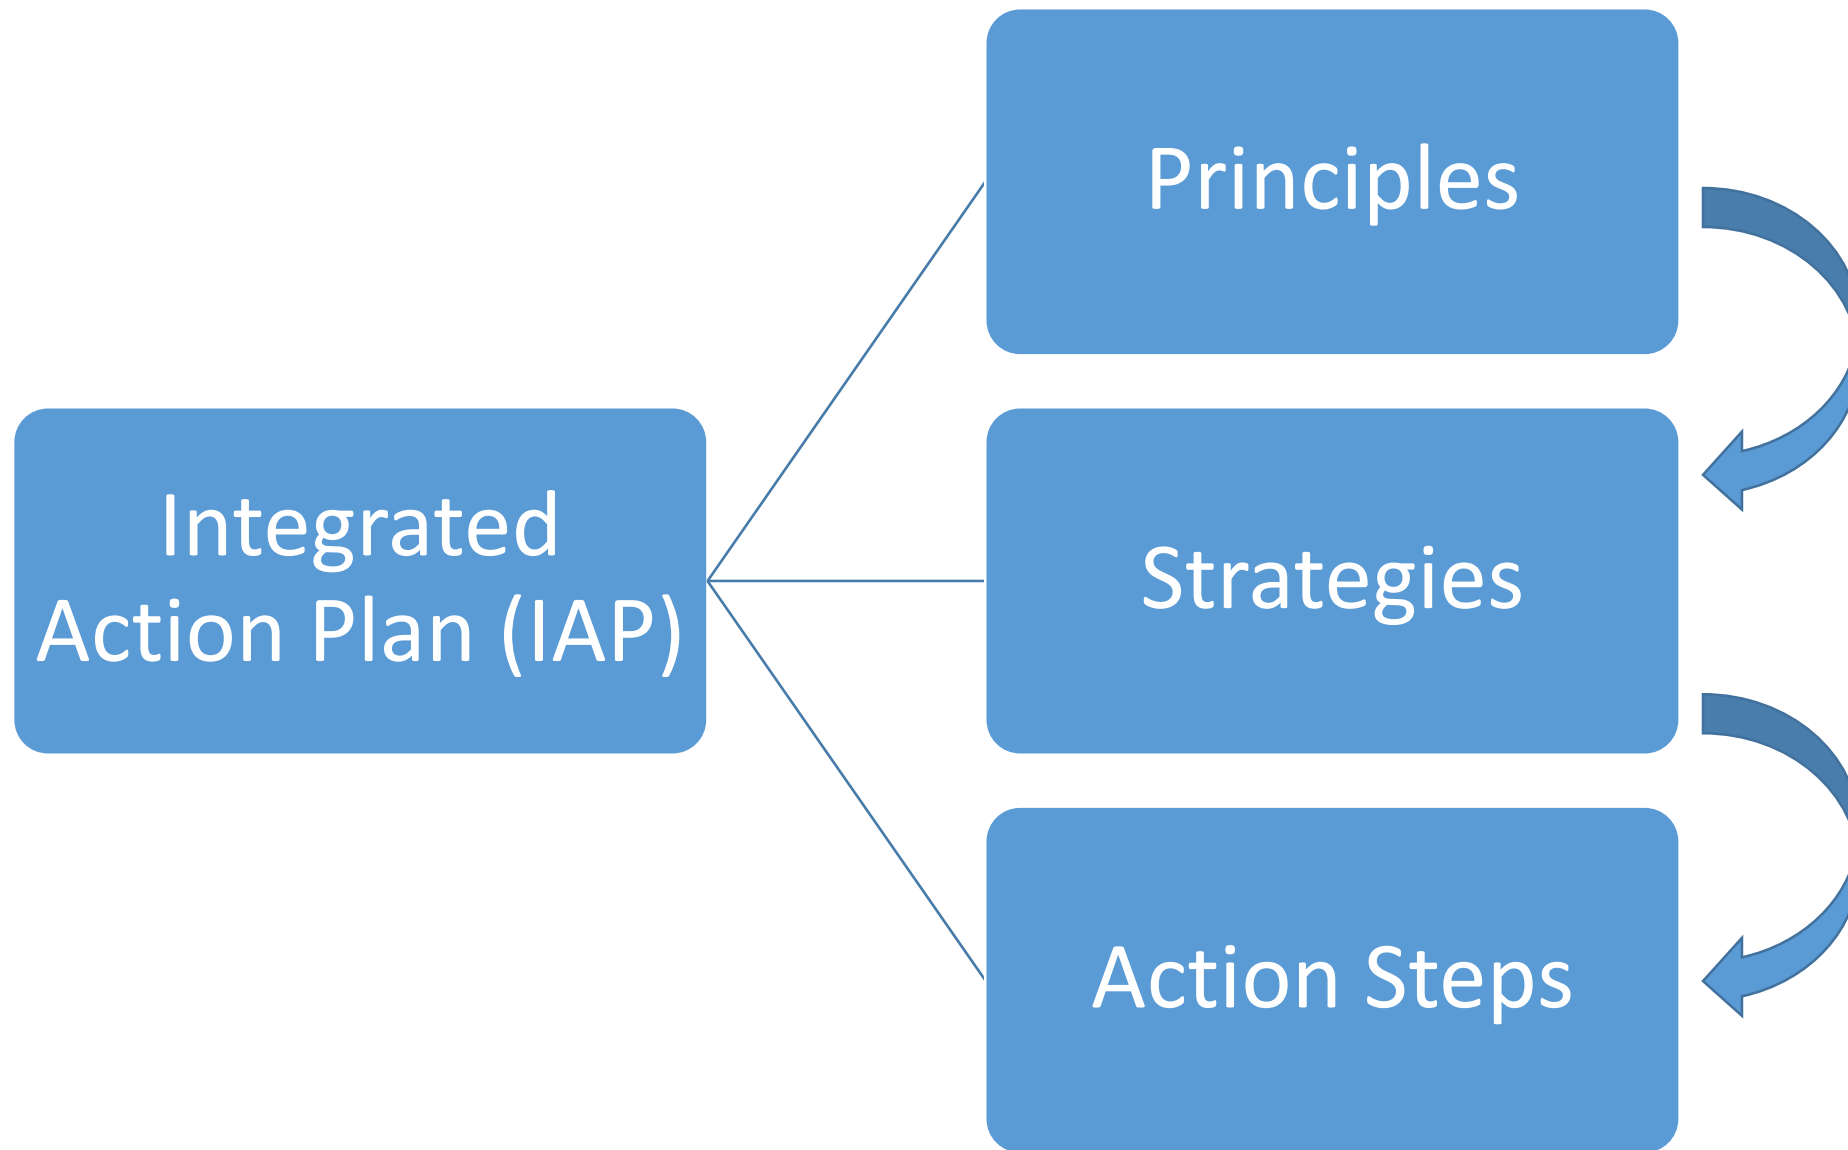 Principles
Integrated
Action Plan (IAP)
Strategies
Action Steps